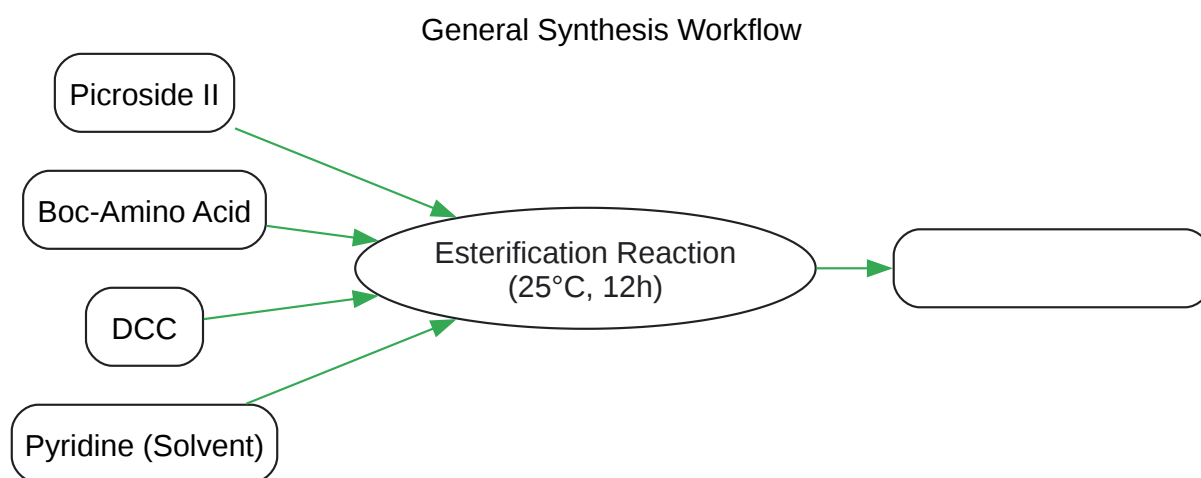 General Synthesis Workflow
Picroside II
Boc-Amino Acid
DCC
Pyridine (Solvent)
Esterification Reaction
(25°C, 12h)